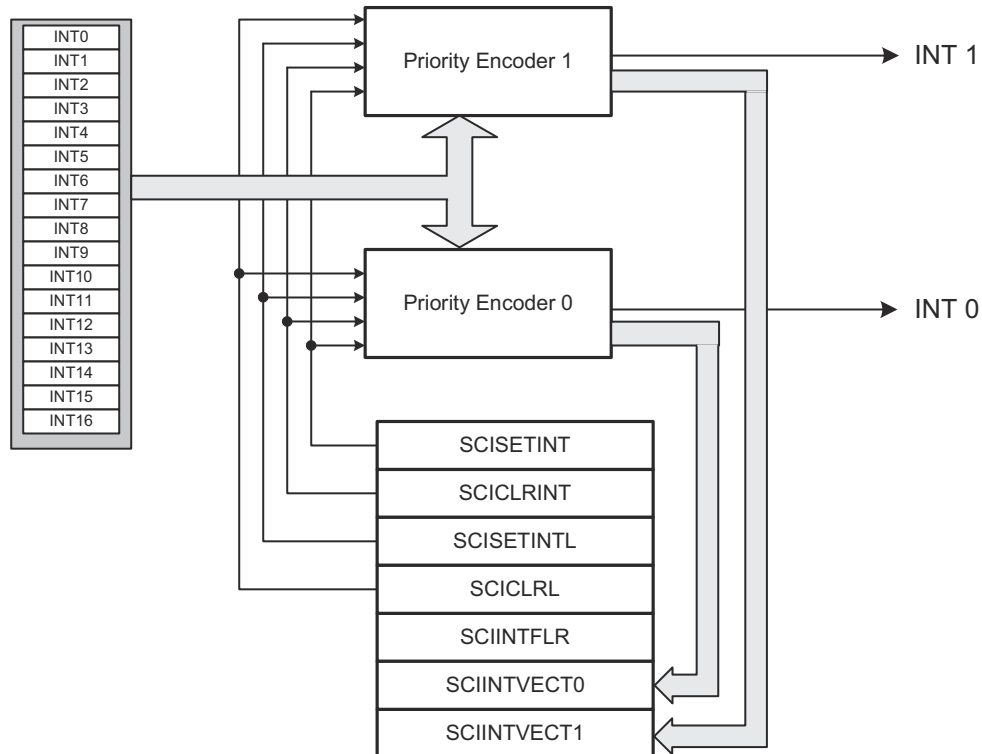 INT0
INT1
INT2
INT3
INT4
INT5
INT6
INT7
INT8
INT9
INT10
INT11
INT12
INT13
INT14
INT15
INT16
Priority Encoder 1
INT 1
Priority Encoder 0
INT 0
SCISETINT
SCICLRINT
SCISETINTL
SCICLRL
SCIINTFLR
SCIINTVECT0
SCIINTVECT1